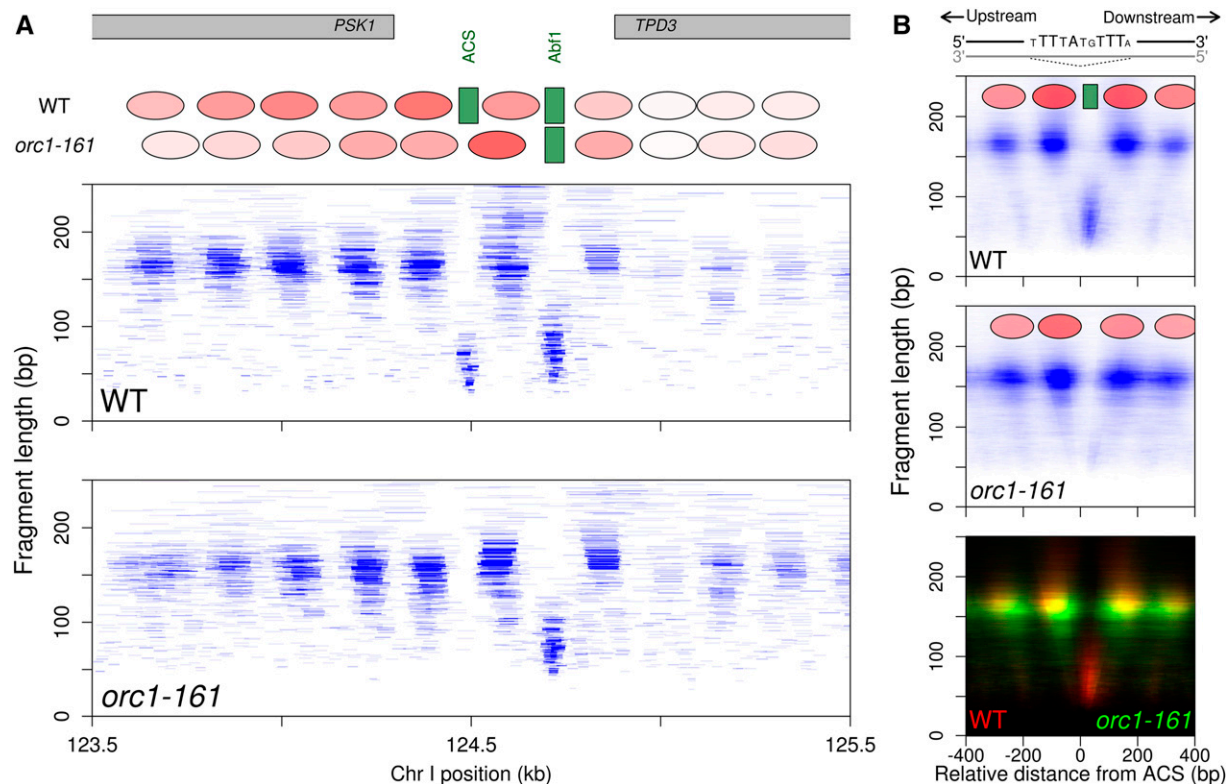 A
PSK1
TPD3
ACS
Abf1
WT
orc1-161
Fragment length (bp)
0 100 200
WT
0 100 200
orc1-161
123.5 124.5 125.5
Chr I position (kb)
B
Upstream Downstream
5' TTTTATGTTTA 3'
3' 5'
Fragment length (bp)
0 100 200
WT
0 100 200
orc1-161
0 100 200
WT orc1-161
-400 -200 0 200 400
Relative distance from ACS (bp)